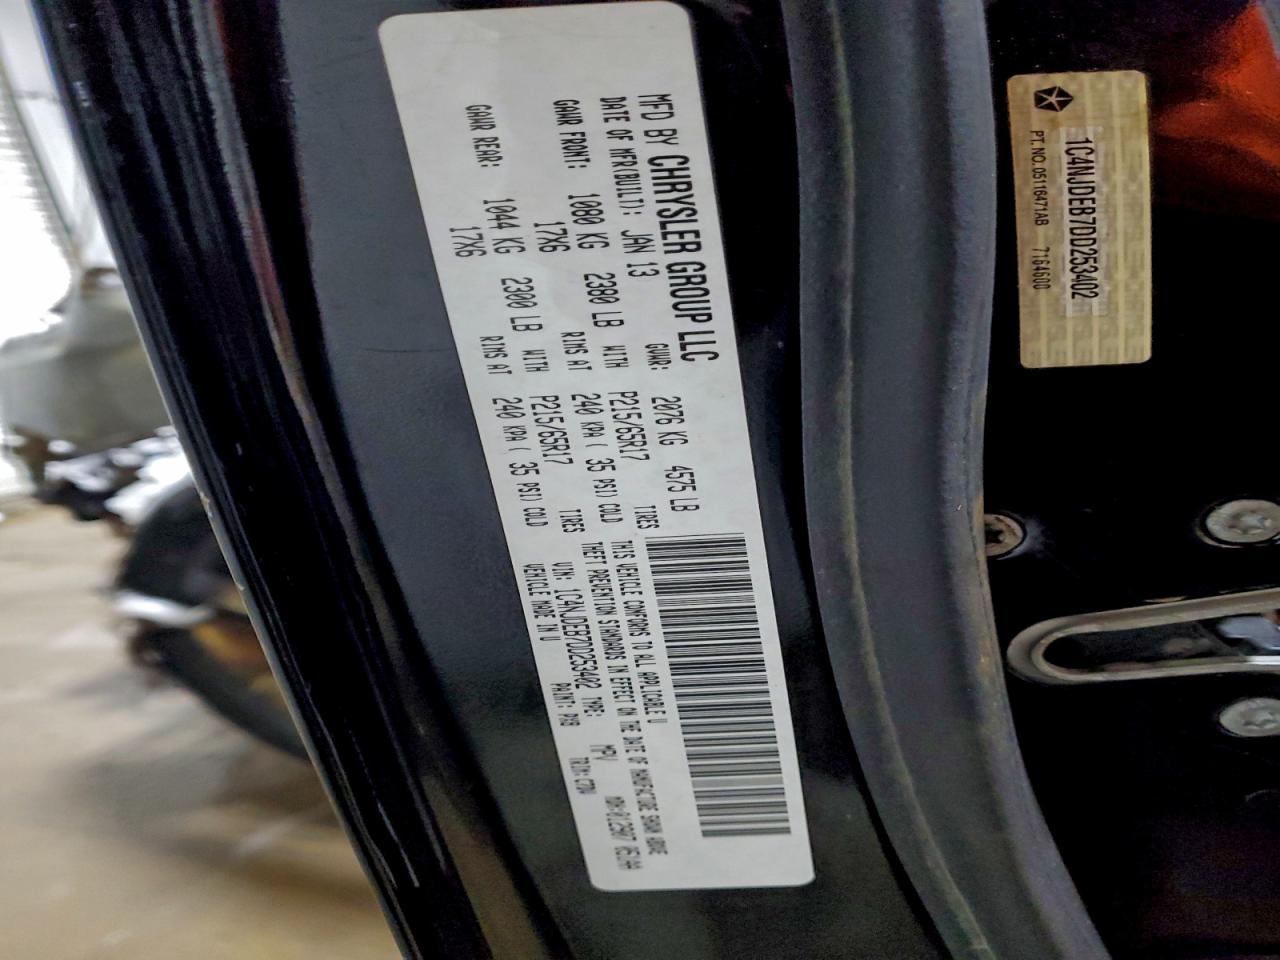 MFD BY CHRYSLER GROUP LLC
DATE OF MFR(BUILT): JAN 13 GVWR: 2076 KG 4575 LB
GAWR FRONT: 1080 KG 2380 LB WITH P215/65R17 TIRES
17X6 RIMS AT 240 KPA ( 35 PSI) COLD
GAWR REAR: 1044 KG 2300 LB WITH P215/65R17 TIRES
17X6 RIMS AT 240 KPA ( 35 PSI) COLD
THIS VEHICLE CONFORMS TO ALL APPLICABLE U
THEFT PREVENTION STANDARDS IN EFFECT ON THE DATE OF MANUFACTURE SHOWN ABOVE
VIN: 1C4NJDEB7DD253402 TYPE: MPV
VEHICLE MADE IN U PAINT: TRIM:
1C4NJDEB7DD253402
PT. NO. 05116471AB 7164600